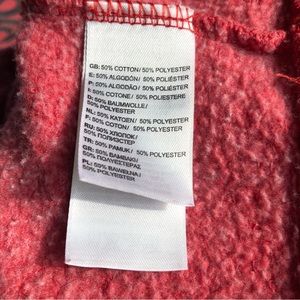 GB: 50% COTTON/ 50% POLYESTER
E: 50% ALGODÓN/ 50% POLIÉSTER
P: 50% ALGODÃO/ 50% POLIÉSTER
I: 50% COTONE/ 50% POLIESTERE
D: 50% BAUMWOLLE/
50% POLYESTER
NL: 50% KATOEN/ 50% POLYESTER
F: 50% COTON/ 50% POLYESTER
RU: 50% ХЛОПОК/
50% ПОЛИЭСТЕР
TR: 50% PAMUK/ 50% POLYESTER
GR: 50% BAMBAKI/
50% ΠΟΛΥΕΣΤΕΡΑΣ
PL: 50% BAWEŁNA/
50% POLYESTER